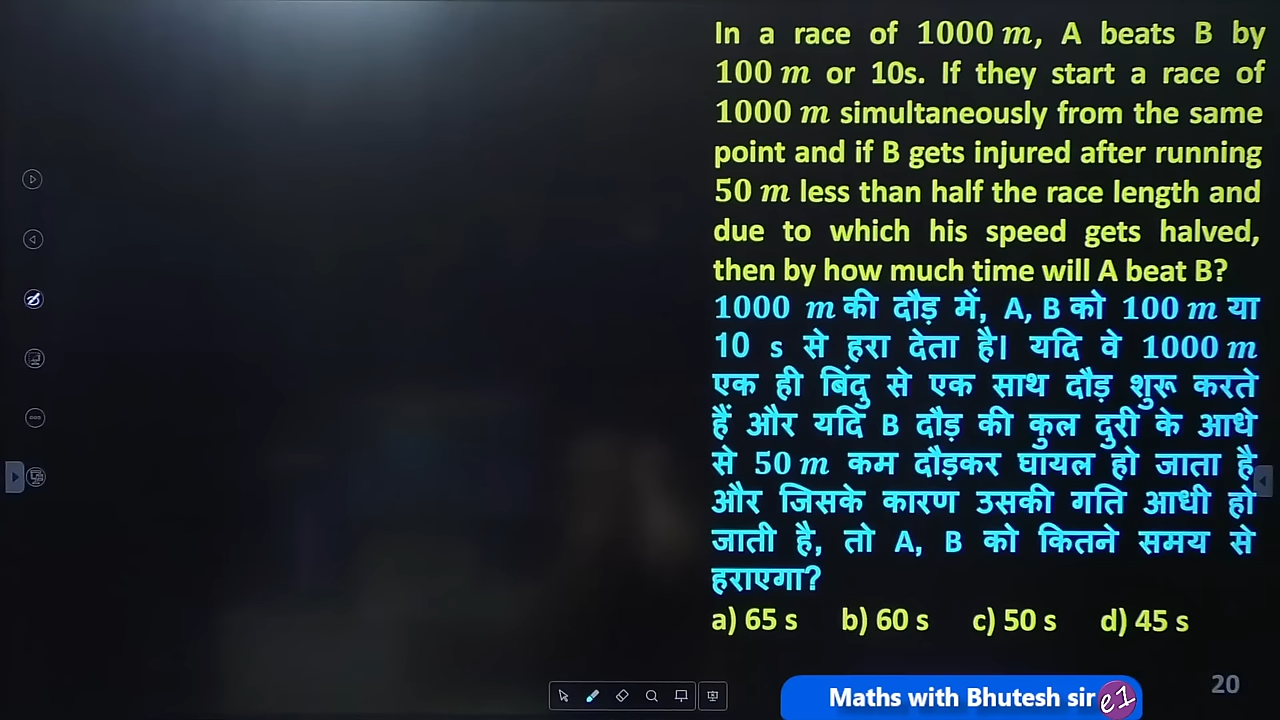 In a race of 1000 m, A beats B by
100 m or 10s. If they start a race of
1000 m simultaneously from the same
point and if B gets injured after running
50 m less than half the race length and
due to which his speed gets halved,
then by how much time will A beat B?
1000 m की दौड़ में, A, B को 100 m या
10 s से हरा देता है। यदि वे 1000 m
एक ही बिंदु से एक साथ दौड़ शुरू करते
हैं और यदि B दौड़ की कुल दुरी के आधे
से 50 m कम दौड़कर घायल हो जाता है
और जिसके कारण उसकी गति आधी हो
जाती है, तो A, B को कितने समय से
हराएगा?
a) 65 s b) 60 s c) 50 s d) 45 s
Maths with Bhutesh sir e1
20